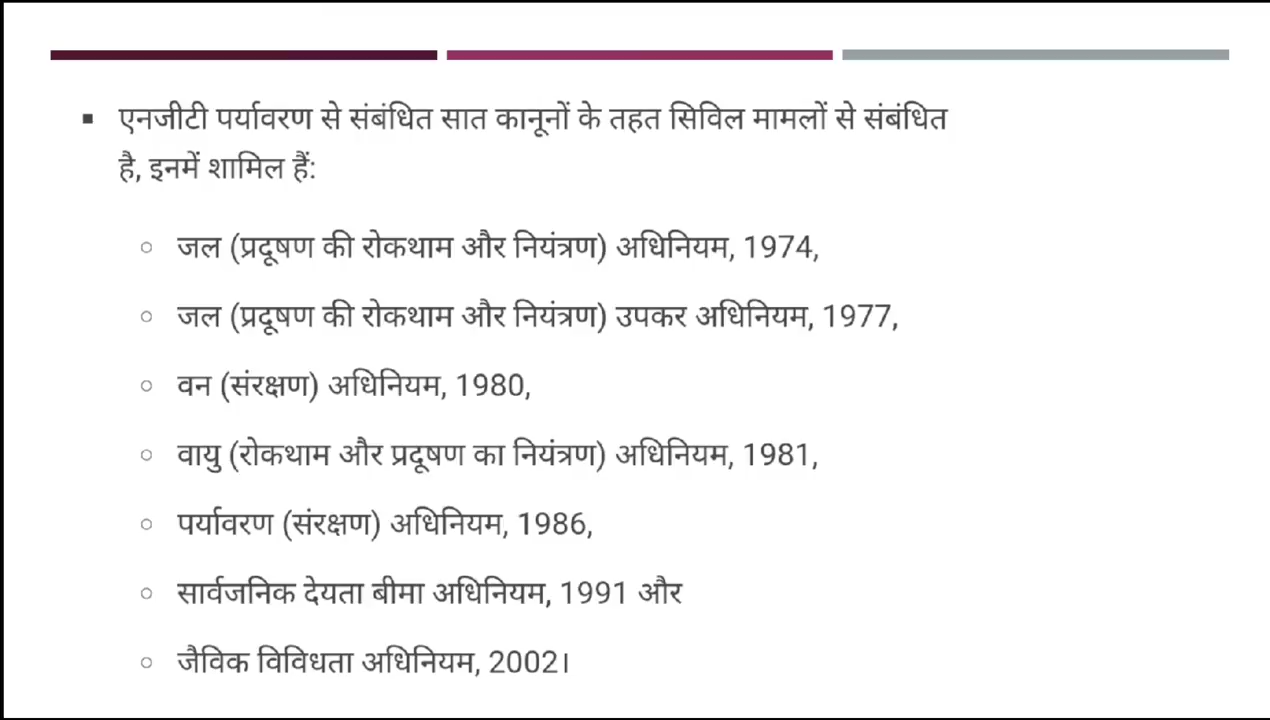 ▪ एनजीटी पर्यावरण से संबंधित सात कानूनों के तहत सिविल मामलों से संबंधित
है, इनमें शामिल हैं:
○ जल (प्रदूषण की रोकथाम और नियंत्रण) अधिनियम, 1974,
○ जल (प्रदूषण की रोकथाम और नियंत्रण) उपकर अधिनियम, 1977,
○ वन (संरक्षण) अधिनियम, 1980,
○ वायु (रोकथाम और प्रदूषण का नियंत्रण) अधिनियम, 1981,
○ पर्यावरण (संरक्षण) अधिनियम, 1986,
○ सार्वजनिक देयता बीमा अधिनियम, 1991 और
○ जैविक विविधता अधिनियम, 2002।